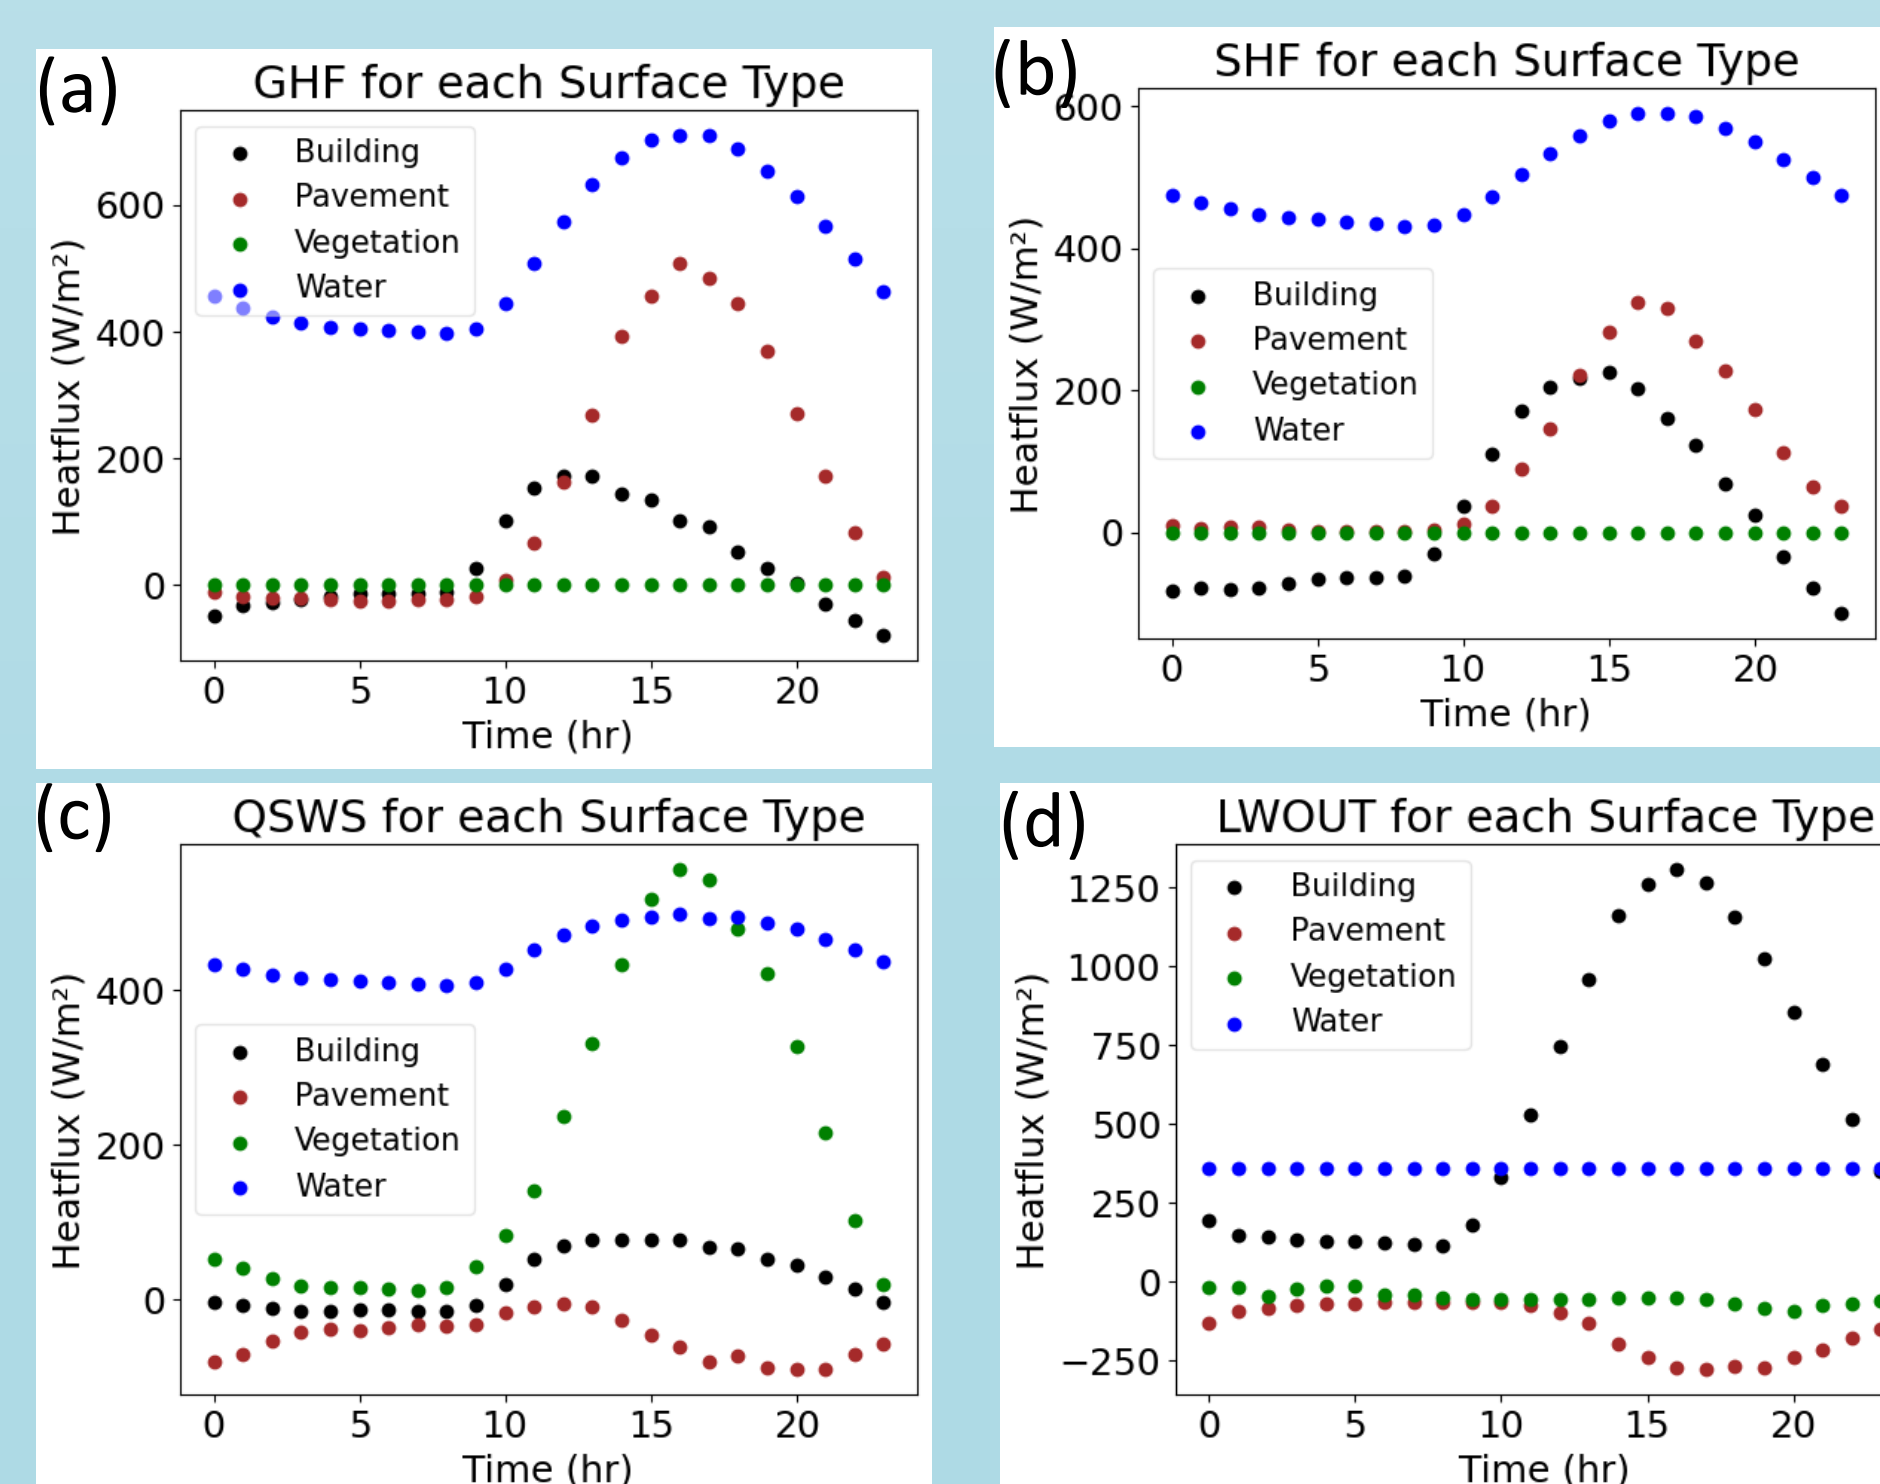 (a)
GHF for each Surface Type
Building
Pavement
Vegetation
Water
600
400
200
0
Heatflux (W/m²)
0 5 10 15 20
Time (hr)
(b)
SHF for each Surface Type
600
400
200
0
Building
Pavement
Vegetation
Water
Heatflux (W/m²)
0 5 10 15 20
Time (hr)
(c)
QSWS for each Surface Type
400
200
0
Building
Pavement
Vegetation
Water
Heatflux (W/m²)
0 5 10 15 20
Time (hr)
(d)
LWOUT for each Surface Type
Building
Pavement
Vegetation
Water
1250
1000
750
500
250
0
−250
Heatflux (W/m²)
0 5 10 15 20
Time (hr)